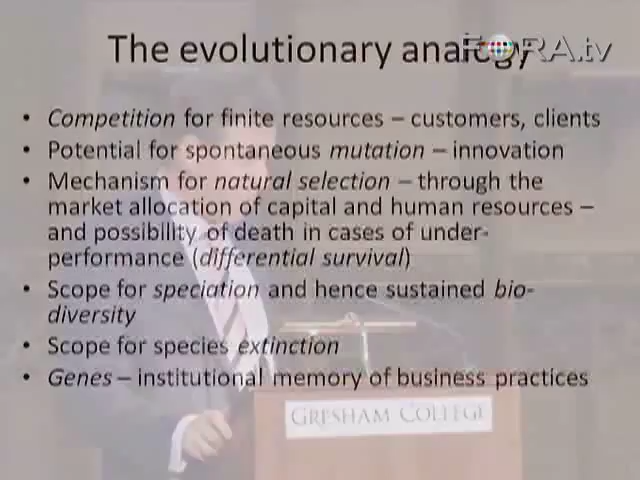 The evolutionary analogy
FORA.tv
• Competition for finite resources – customers, clients
• Potential for spontaneous mutation – innovation
• Mechanism for natural selection – through the
market allocation of capital and human resources –
and possibility of death in cases of under-
performance (differential survival)
• Scope for speciation and hence sustained bio-
diversity
• Scope for species extinction
• Genes – institutional memory of business practices
GRESHAM COLLEGE